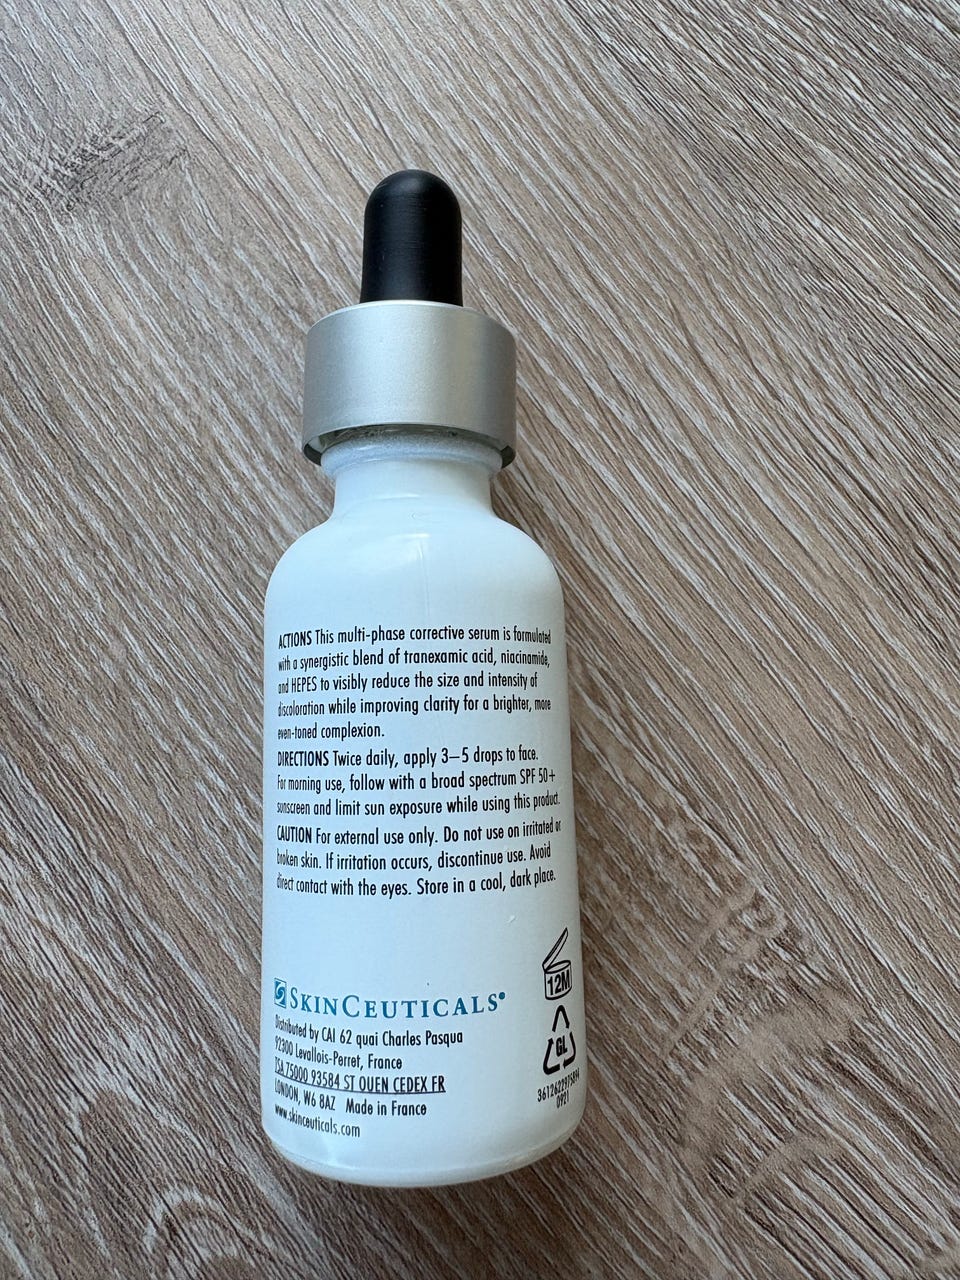 ACTIONS This multi-phase corrective serum is formulated
with a synergistic blend of tranexamic acid, niacinamide,
and HEPES to visibly reduce the size and intensity of
discoloration while improving clarity for a brighter, more
even-toned complexion.
DIRECTIONS Twice daily, apply 3–5 drops to face.
For morning use, follow with a broad spectrum SPF 50+
sunscreen and limit sun exposure while using this product.
CAUTION For external use only. Do not use on irritated or
broken skin. If irritation occurs, discontinue use. Avoid
direct contact with the eyes. Store in a cool, dark place.
12M
SKINCEUTICALS®
Distributed by CAI 62 quai Charles Pasqua
92300 Levallois-Perret, France
TSA 75000 93584 ST OUEN CEDEX FR
LONDON, W6 8AZ Made in France
www.skinceuticals.com
GL
0921